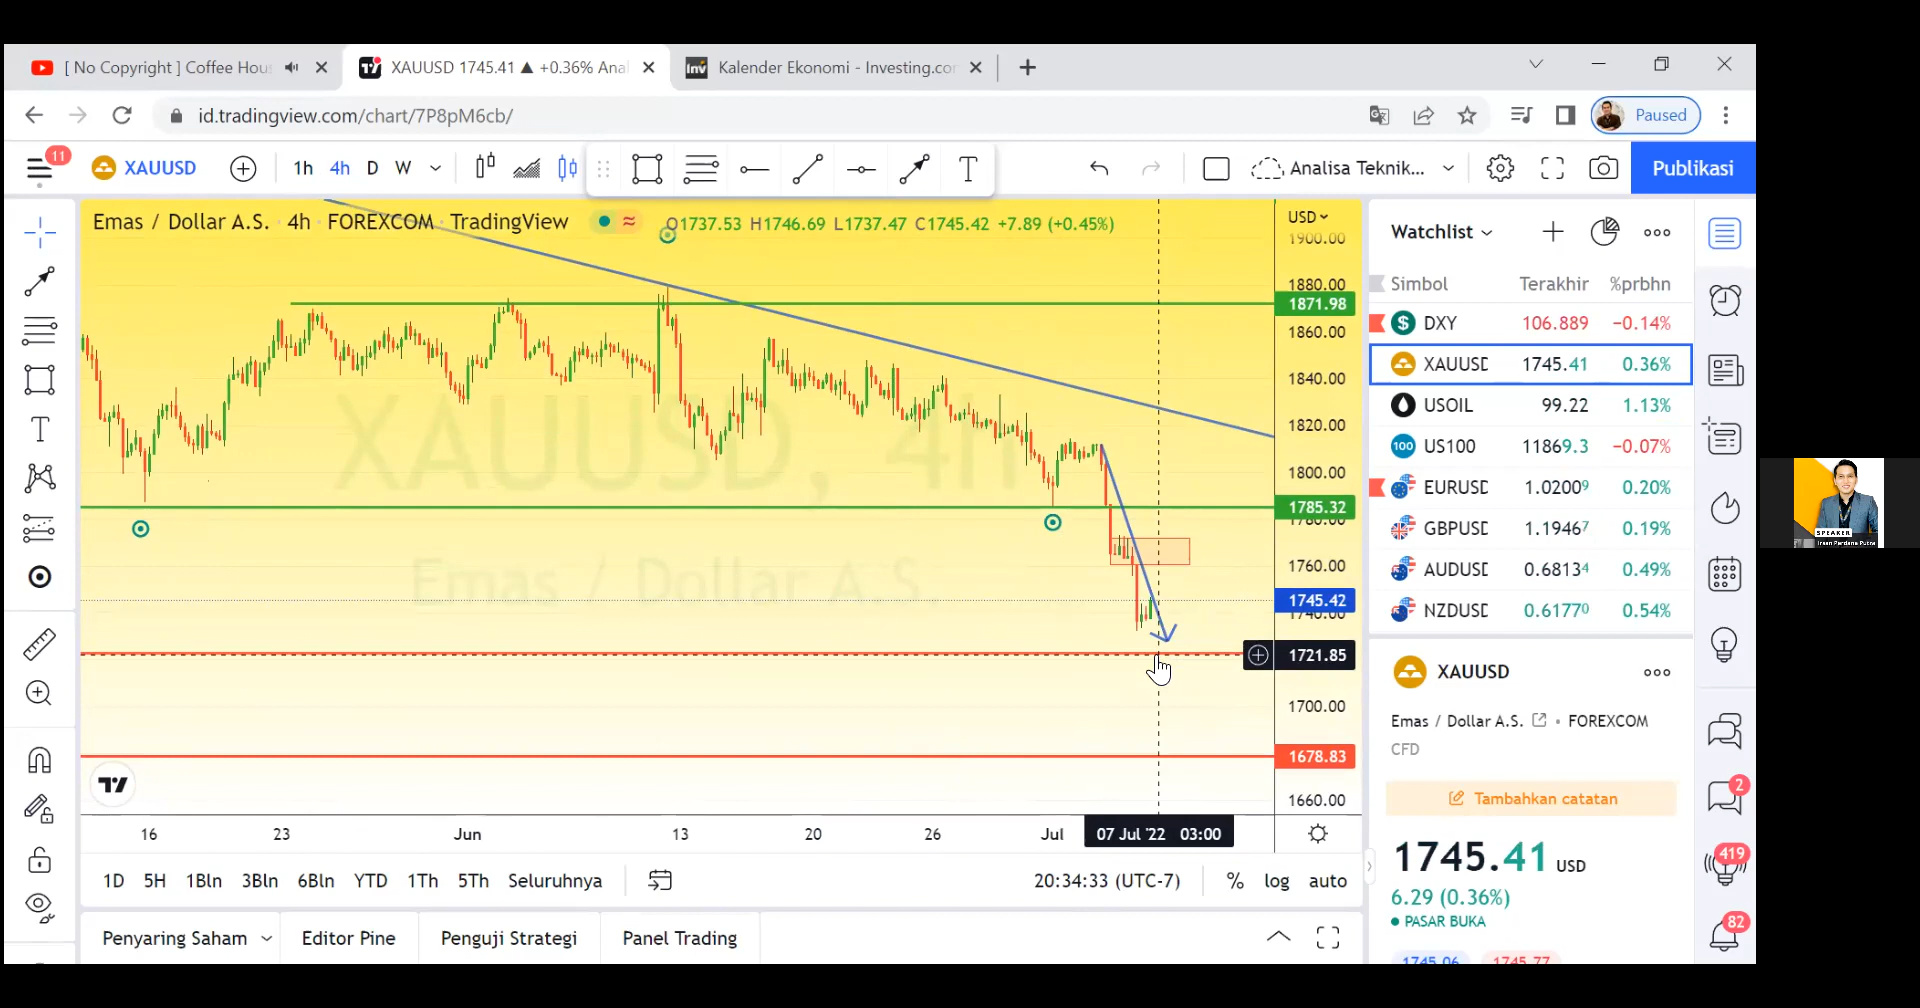 [ No Copyright ] Coffee Hou
XAUUSD 1745.41 ▲ +0.36% Anal
Kalender Ekonomi - Investing.co
id.tradingview.com/chart/7P8pM6cb/
Paused
11
XAUUSD
1h 4h D W
Analisa Teknik...
Publikasi
Emas / Dollar A.S. · 4h · FOREXCOM · TradingView
O1737.53 H1746.69 L1737.47 C1745.42 +7.89 (+0.45%)
XAUUSD, 4h
Emas / Dollar A.S.
USD
1900.00
1880.00
1871.98
1860.00
1840.00
1820.00
1800.00
1785.32
1780.00
1760.00
1745.42
1740.00
1721.85
1700.00
1678.83
1660.00
16 23 Jun 13 20 26 Jul 07 Jul '22 03:00
1D 5H 1Bln 3Bln 6Bln YTD 1Th 5Th Seluruhnya
20:34:33 (UTC-7) % log auto
Penyaring Saham Editor Pine Penguji Strategi Panel Trading
Watchlist
Simbol Terakhir %prbhn
DXY 106.889 −0.14%
XAUUSD 1745.41 0.36%
USOIL 99.22 1.13%
US100 11869.3 −0.07%
EURUSD 1.02009 0.20%
GBPUSD 1.19467 0.19%
AUDUSD 0.68134 0.49%
NZDUSD 0.61770 0.54%
XAUUSD
Emas / Dollar A.S. • FOREXCOM
CFD
Tambahkan catatan
1745.41 USD
6.29 (0.36%)
PASAR BUKA
1745.06 1745.77
2
419
82
SPEAKER